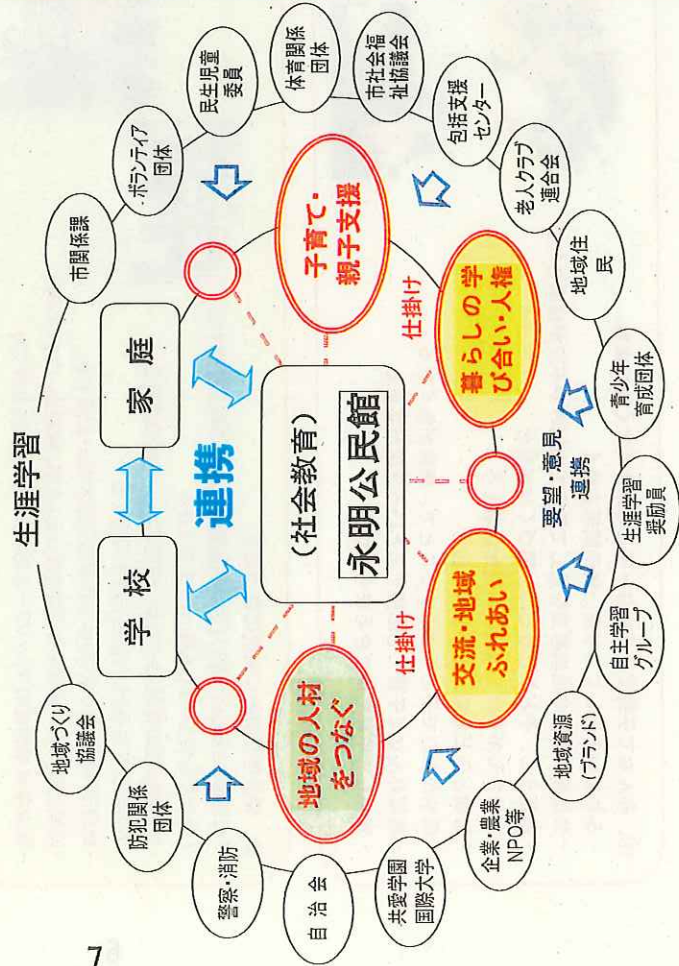 生涯学習
市関係課
・ボランティア
団体
民生児童
委員
体育関係
団体
市社会福
祉協議会
包括支援
センター
老人クラブ
連合会
地域住
民
青少年
育成団体
生涯学習
奨励員
自主学習
グループ
地域資源
(ブランド)
企業・農業
NPO等
共愛学園
国際大学
自治会
警察・消防
防犯関係
団体
地域づくり
協議会
学校
家庭
連携
(社会教育)
永明公民館
地域の人材
をつなぐ
子育て・
親子支援
仕掛け
仕掛け
交流・地域
ふれあい
暮らしの学
び合い・人権
要望・意見
連携
7